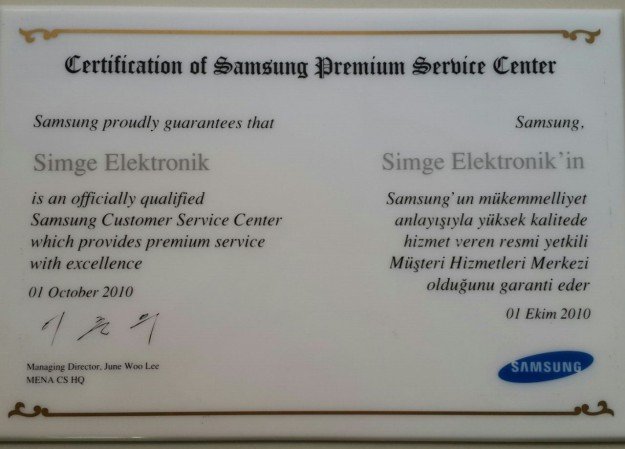 Certification of Samsung Premium Service Center
Samsung proudly guarantees that
Simge Elektronik
is an officially qualified
Samsung Customer Service Center
which provides premium service
with excellence
01 October 2010
Managing Director, June Woo Lee
MENA CS HQ
Samsung,
Simge Elektronik'in
Samsung'un mükemmelliyet
anlayışıyla yüksek kalitede
hizmet veren resmi yetkili
Müşteri Hizmetleri Merkezi
olduğunu garanti eder
01 Ekim 2010
SAMSUNG